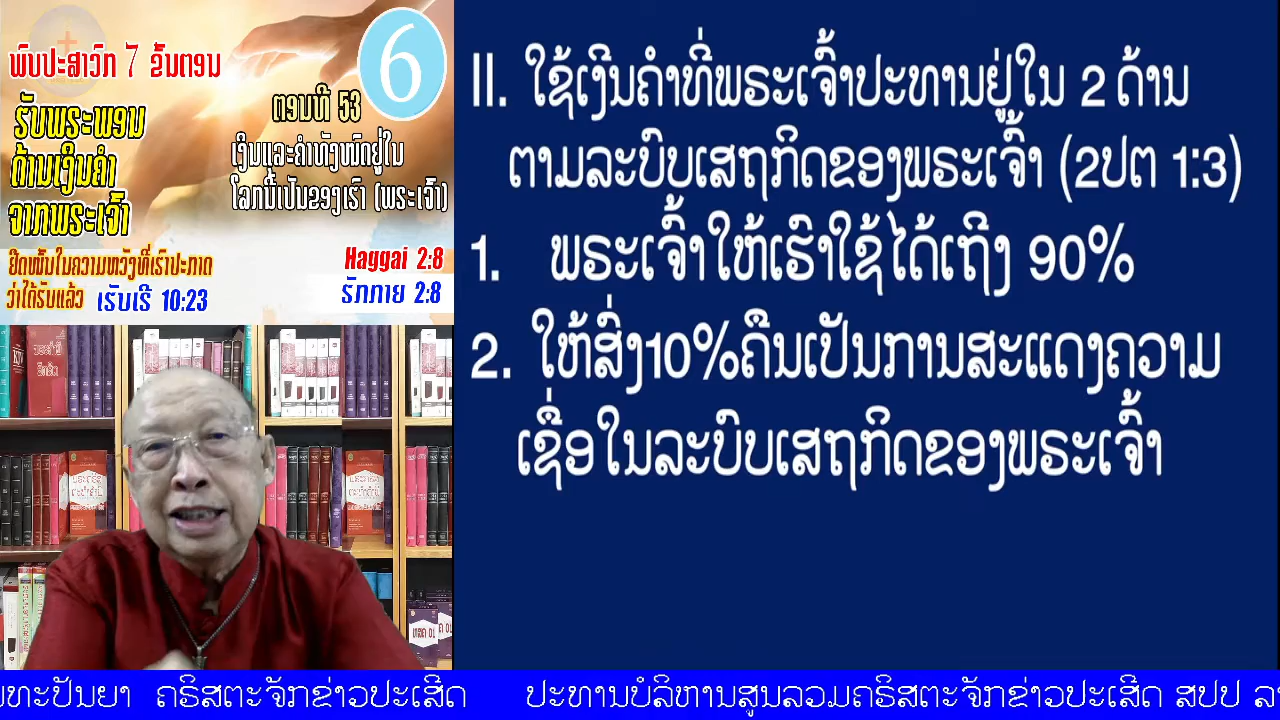 ພົບປະສາວົກ 7 ຂັ້ນຕອນ
6
ຮັບພຣະພອນ
ດ້ານເງິນຄຳ
ຈາກພຣະເຈົ້າ
ຕອນທີ 53
ເງິນແລະຄຳທັງໝົດຢູ່ໃນ
ໂລກນີ້ເປັນຂອງເຮົາ (ພຣະເຈົ້າ)
ຢຶດໝັ້ນໃນຄວາມຫວັງທີ່ເຮົາປະກາດ
ວ່າໄດ້ຮັບແລ້ວ ເຮັບເຣີ 10:23
Haggai 2:8
ຮັກກາຍ 2:8
II. ໃຊ້ເງິນຄຳທີ່ພຣະເຈົ້າປະທານຢູ່ໃນ 2 ດ້ານ
ຕາມລະບົບເສຖກິດຂອງພຣະເຈົ້າ (2ປຕ 1:3)
1. ພຣະເຈົ້າໃຫ້ເຮົາໃຊ້ໄດ້ເຖິງ 90%
2. ໃຫ້ສົ່ງ10%ຄືນເປັນການສະແດງຄວາມ
ເຊື່ອໃນລະບົບເສຖກິດຂອງພຣະເຈົ້າ
ມທະປັນຍາ ຄຣິສຕະຈັກຂ່າວປະເສີດ ປະທານບໍລິຫານສູນລວມຄຣິສຕະຈັກຂ່າວປະເສີດ ສປປ ລ